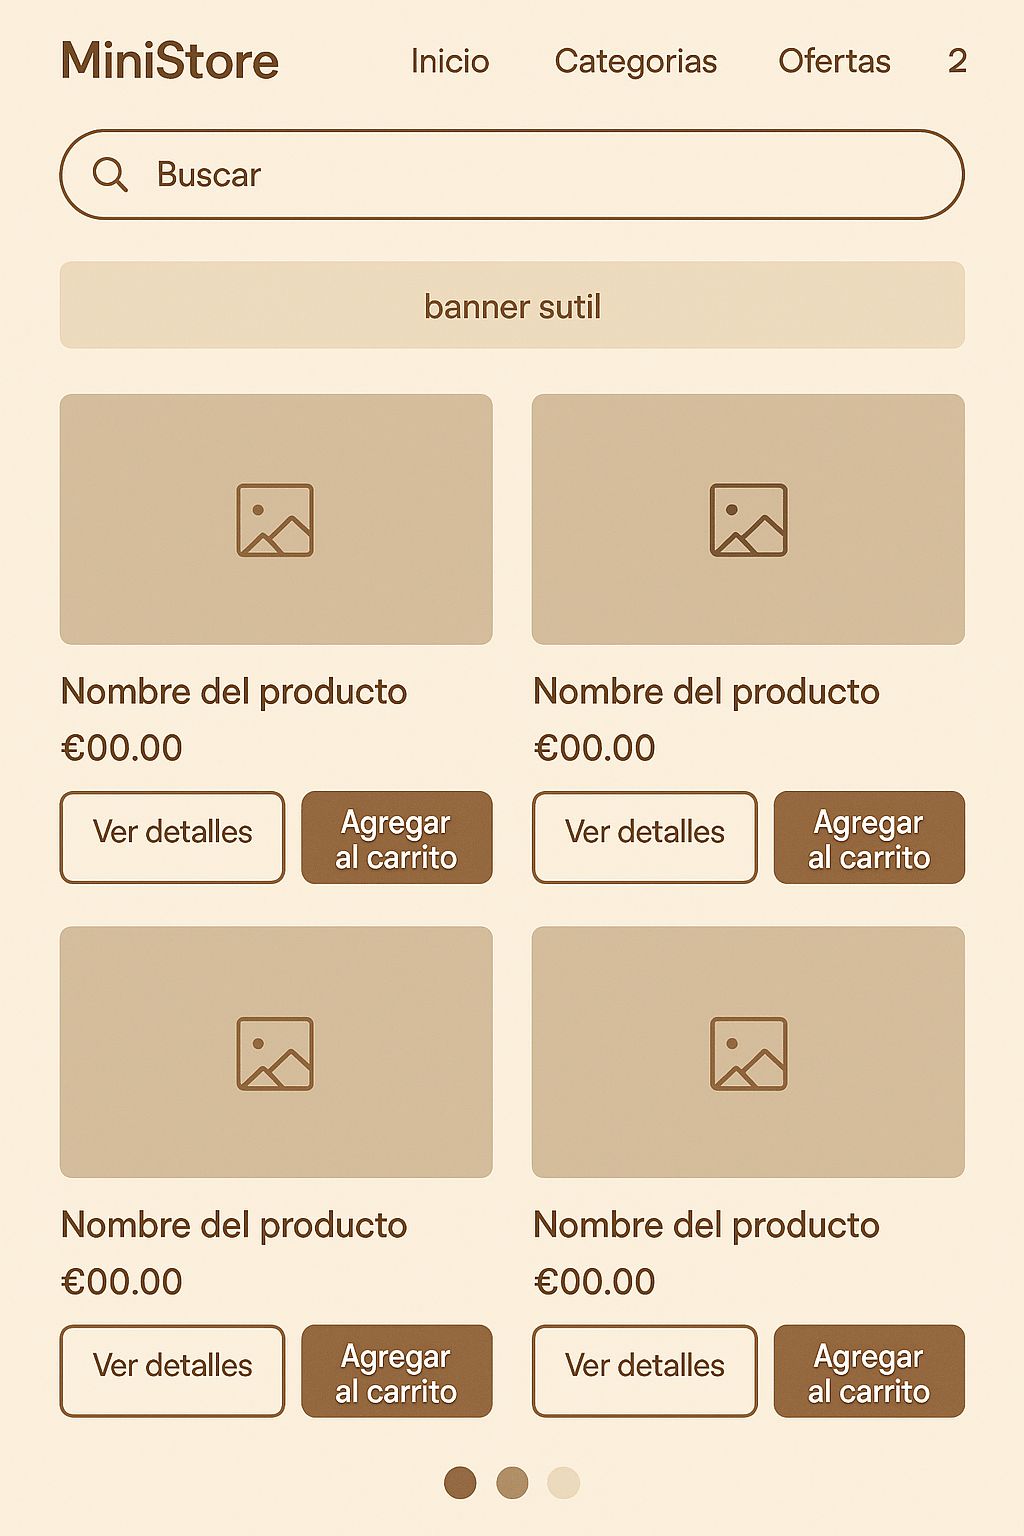 MiniStore
Inicio
Categorias
Ofertas
2
Buscar
banner sutil
Nombre del producto
€00.00
Ver detalles
Agregar
al carrito
Nombre del producto
€00.00
Ver detalles
Agregar
al carrito
Nombre del producto
€00.00
Ver detalles
Agregar
al carrito
Nombre del producto
€00.00
Ver detalles
Agregar
al carrito